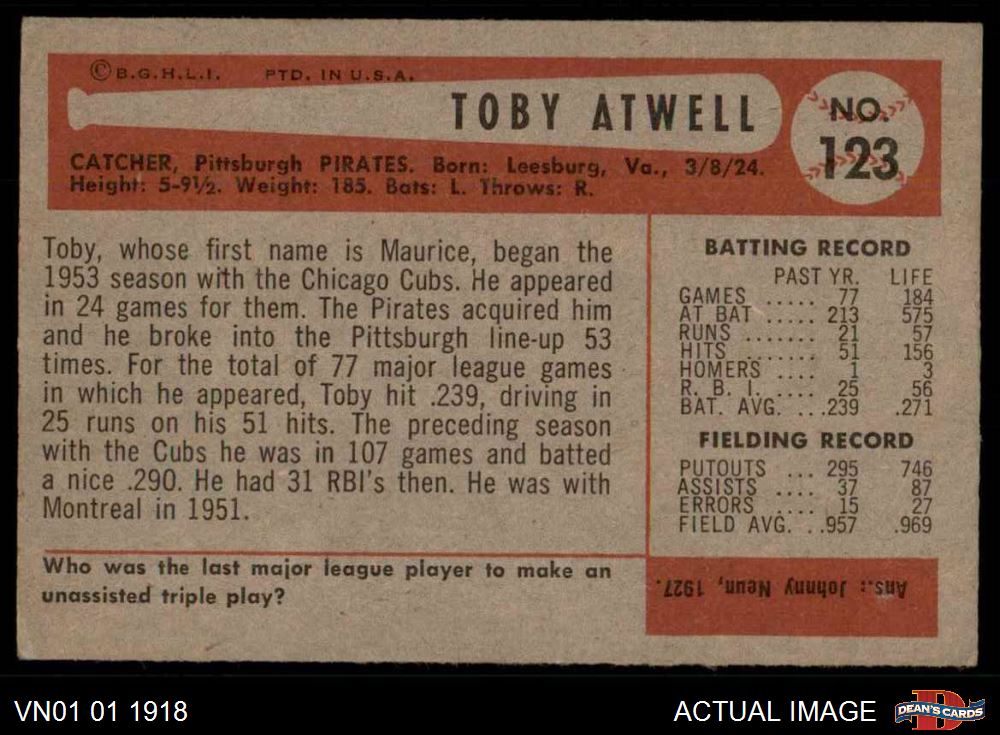 © B.G.H.L.I. PTD. IN U.S.A.
TOBY ATWELL
NO.
123
CATCHER, Pittsburgh PIRATES. Born: Leesburg, Va., 3/8/24.
Height: 5-9½. Weight: 185. Bats: L. Throws: R.
Toby, whose first name is Maurice, began the
1953 season with the Chicago Cubs. He appeared
in 24 games for them. The Pirates acquired him
and he broke into the Pittsburgh line-up 53
times. For the total of 77 major league games
in which he appeared, Toby hit .239, driving in
25 runs on his 51 hits. The preceding season
with the Cubs he was in 107 games and batted
a nice .290. He had 31 RBI's then. He was with
Montreal in 1951.
BATTING RECORD
PAST YR. LIFE
GAMES ..... 77 184
AT BAT ..... 213 575
RUNS ....... 21 57
HITS ....... 51 156
HOMERS .... 1 3
R. B. I. .... 25 56
BAT. AVG. ...239 .271
FIELDING RECORD
PUTOUTS ... 295 746
ASSISTS .... 37 87
ERRORS .... 15 27
FIELD AVG. ..957 .969
Who was the last major league player to make an
unassisted triple play?
Ans.: Johnny Neun, 1927.
VN01 01 1918
ACTUAL IMAGE
DEAN'S CARDS